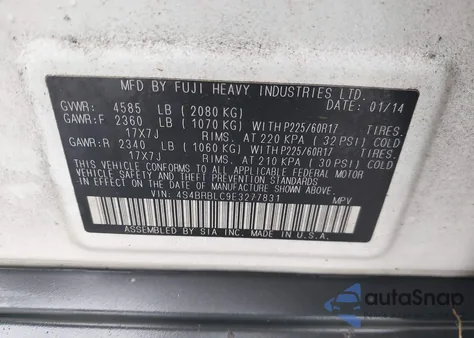 MFD BY FUJI HEAVY INDUSTRIES LTD.
GVWR: 4585 LB (2080 KG) DATE: 01/14
GAWR:F 2360 LB (1070 KG) WITH P225/60R17 TIRES.
17X7J RIMS. AT 220 KPA ( 32 PSI) COLD.
GAWR:R 2340 LB (1060 KG) WITH P225/60R17 TIRES.
17X7J RIMS. AT 210 KPA ( 30 PSI) COLD.
THIS VEHICLE CONFORMS TO ALL APPLICABLE FEDERAL MOTOR
VEHICLE SAFETY AND THEFT PREVENTION STANDARDS IN
EFFECT ON THE DATE OF MANUFACTURE SHOWN ABOVE.
VIN: 4S4BRBLC9E3277831 MPV
ASSEMBLED BY SIA INC. MADE IN U.S.A.
autoSnap